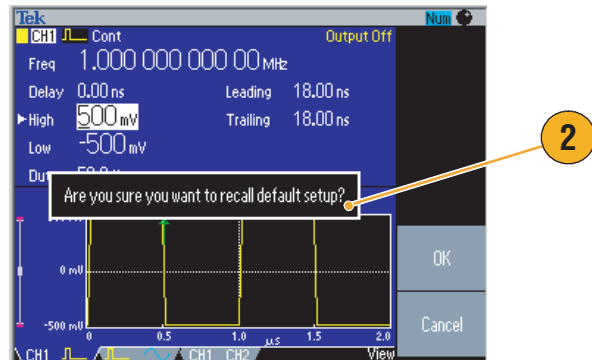 Tek Num
CH1 Cont Output Off
Freq 1.000 000 000 00 MHz
Delay 0.00 ns Leading 18.00 ns
High 500 mV Trailing 18.00 ns
Low -500 mV
Are you sure you want to recall default setup?
2
0 mV
OK
-500 mV
0 0.5 1.0 µs 1.5 2.0
Cancel
CH1 CH1 CH2 View